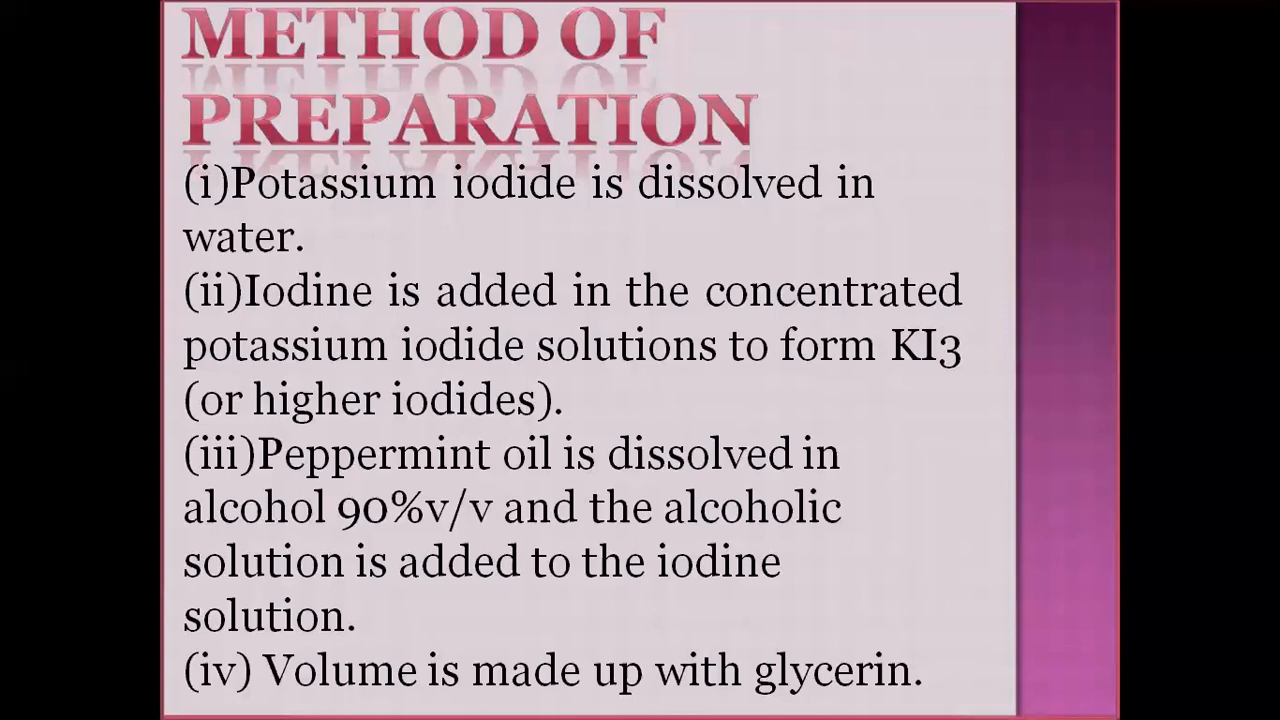 METHOD OF
PREPARATION
(i)Potassium iodide is dissolved in
water.
(ii)Iodine is added in the concentrated
potassium iodide solutions to form KI3
(or higher iodides).
(iii)Peppermint oil is dissolved in
alcohol 90%v/v and the alcoholic
solution is added to the iodine
solution.
(iv) Volume is made up with glycerin.